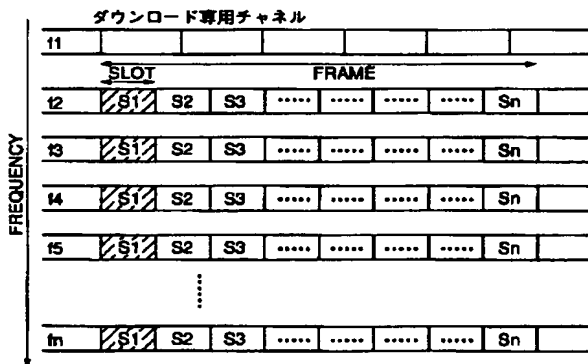 ダウンロード専用チャネル
f1
SLOT FRAME
f2 S1 S2 S3 ..... ..... ..... ..... Sn
f3 S1 S2 S3 ..... ..... ..... ..... Sn
f4 S1 S2 S3 ..... ..... ..... ..... Sn
f5 S1 S2 S3 ..... ..... ..... ..... Sn
......
fn S1 S2 S3 ..... ..... ..... ..... Sn
FREQUENCY